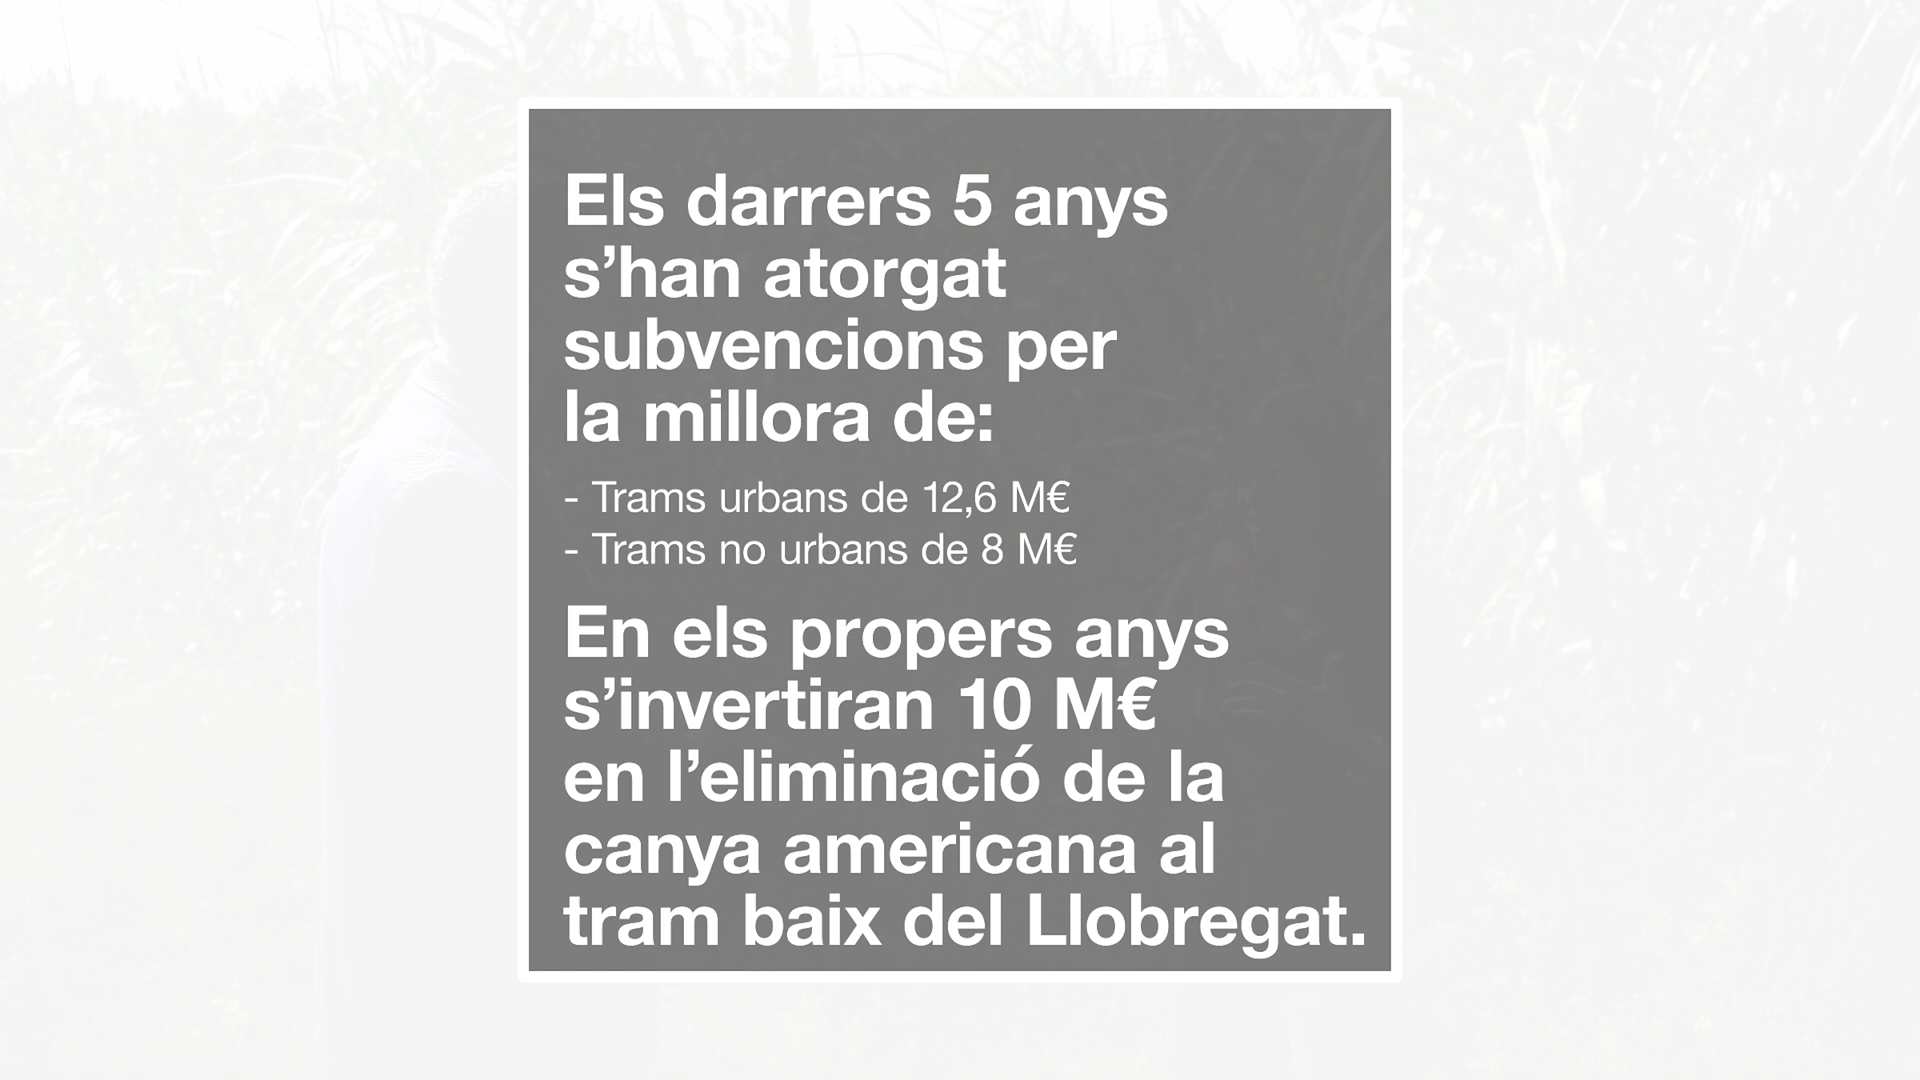 Els darrers 5 anys
s’han atorgat
subvencions per
la millora de:
- Trams urbans de 12,6 M€
- Trams no urbans de 8 M€
En els propers anys
s’invertiran 10 M€
en l’eliminació de la
canya americana al
tram baix del Llobregat.